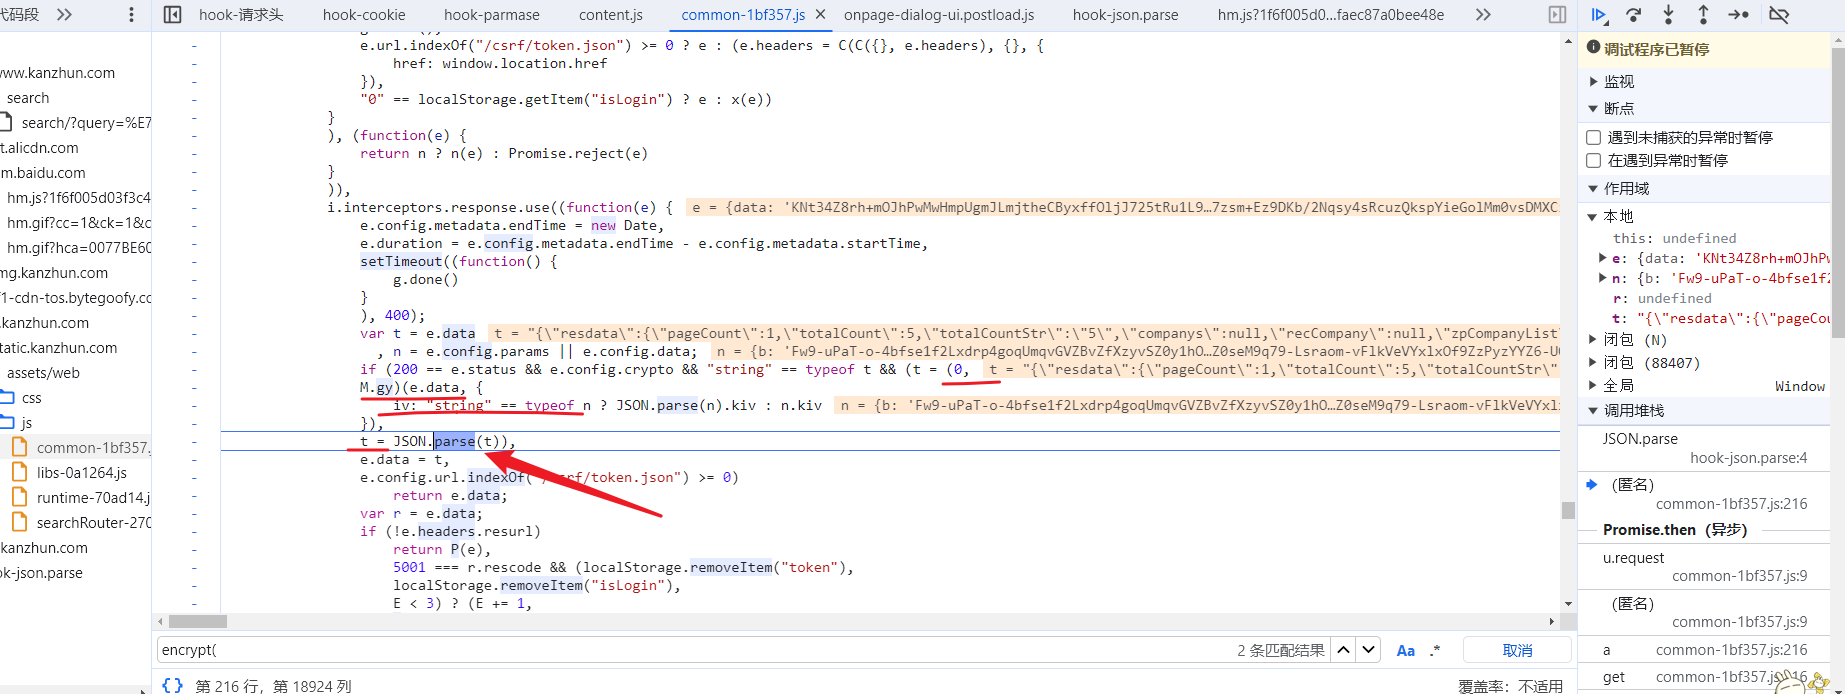 代码段
hook-请求头 hook-cookie hook-parmase content.js common-1bf357.js onpage-dialog-ui.postload.js hook-json.parse hm.js?1f6f005d0...faec87a0bee48e
www.kanzhun.com
search
search/?query=%E7
t.alicdn.com
m.baidu.com
hm.js?1f6f005d03f3c4
hm.gif?cc=1&ck=1&c
hm.gif?hca=0077BE60
mg.kanzhun.com
f1-cdn-tos.bytegoofy.cc
.kanzhun.com
tatic.kanzhun.com
assets/web
css
js
common-1bf357.
libs-0a1264.js
runtime-70ad14.j
searchRouter-270
kanzhun.com
ok-json.parse
e.url.indexOf("/csrf/token.json") >= 0 ? e : (e.headers = C(C({}, e.headers), {}, {
href: window.location.href
}),
"0" == localStorage.getItem("isLogin") ? e : x(e))
}
), (function(e) {
return n ? n(e) : Promise.reject(e)
}
)),
i.interceptors.response.use((function(e) { e = {data: 'KNt34Z8rh+mOJhPwMwHmpUgmJLmjtheCByxffOljJ725tRu1L9…7zsm+Ez9DKb/2Nqsy4sRcuzQkspYieGolMm0vsDMXC
e.config.metadata.endTime = new Date,
e.duration = e.config.metadata.endTime - e.config.metadata.startTime,
setTimeout((function() {
g.done()
}
), 400);
var t = e.data t = "{\"resdata\":{\"pageCount\":1,\"totalCount\":5,\"totalCountStr\":\"5\",\"companys\":null,\"recCompany\":null,\"zpCompanyList\
, n = e.config.params || e.config.data; n = {b: 'Fw9-uPaT-o-4bfse1f2Lxdrp4goqUmqvGVZBvZfXzyvSZ0y1hO…Z0seM9q79-Lsraom-vFlkVeVYxlxOf9ZzPyzYYZ6-U
if (200 == e.status && e.config.crypto && "string" == typeof t && (t = (0, t = "{\"resdata\":{\"pageCount\":1,\"totalCount\":5,\"totalCountStr\":
M.gy)(e.data, {
iv: "string" == typeof n ? JSON.parse(n).kiv : n.kiv n = {b: 'Fw9-uPaT-o-4bfse1f2Lxdrp4goqUmqvGVZBvZfXzyvSZ0y1hO…Z0seM9q79-Lsraom-vFlkVeVYxl
}),
t = JSON.parse(t)),
e.data = t,
e.config.url.indexOf("/csrf/token.json") >= 0)
return e.data;
var r = e.data;
if (!e.headers.resurl)
return P(e),
5001 === r.rescode && (localStorage.removeItem("token"),
localStorage.removeItem("isLogin"),
E < 3) ? (E += 1,
encrypt( 2 条匹配结果 Aa .* 取消
{} 第 216 行，第 18924 列 覆盖率：不适用
调试程序已暂停
监视
断点
遇到未捕获的异常时暂停
在遇到异常时暂停
作用域
本地
this: undefined
e: {data: 'KNt34Z8rh+mOJhPw
n: {b: 'Fw9-uPaT-o-4bfse1f2
r: undefined
t: "{\"resdata\":{\"pageCou
闭包 (N)
闭包 (88407)
全局 Window
调用堆栈
JSON.parse
hook-json.parse:4
(匿名)
common-1bf357.js:216
Promise.then (异步)
u.request
common-1bf357.js:9
(匿名)
common-1bf357.js:9
a common-1bf357.js:216
get common-1bf357.js:216